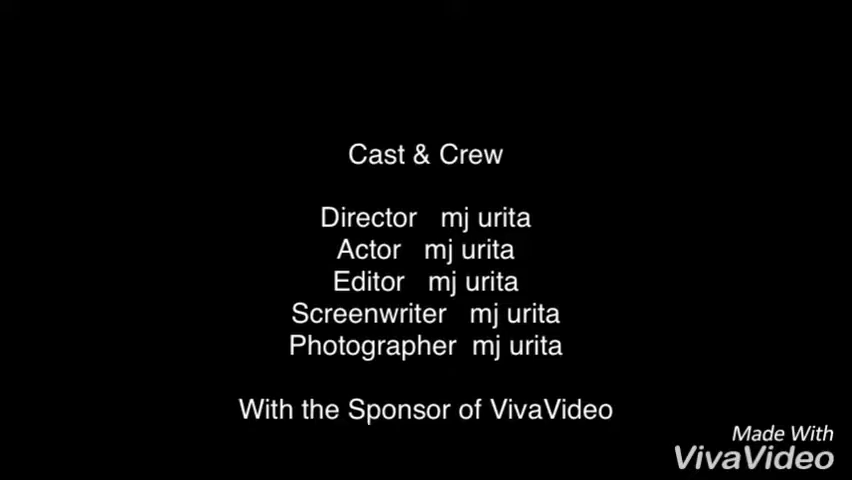 Cast & Crew
Director mj urita
Actor mj urita
Editor mj urita
Screenwriter mj urita
Photographer mj urita
With the Sponsor of VivaVideo
Made With
VivaVideo